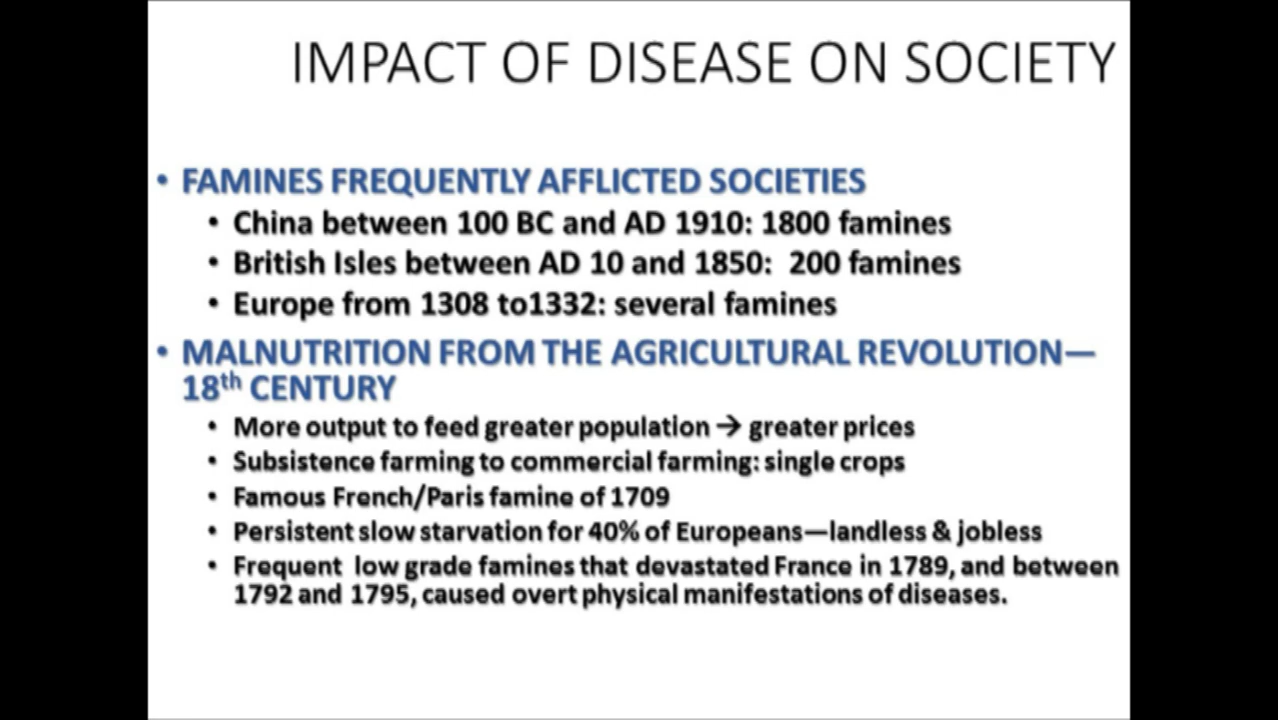 IMPACT OF DISEASE ON SOCIETY
• FAMINES FREQUENTLY AFFLICTED SOCIETIES
• China between 100 BC and AD 1910: 1800 famines
• British Isles between AD 10 and 1850: 200 famines
• Europe from 1308 to1332: several famines
• MALNUTRITION FROM THE AGRICULTURAL REVOLUTION—
18th CENTURY
• More output to feed greater population → greater prices
• Subsistence farming to commercial farming: single crops
• Famous French/Paris famine of 1709
• Persistent slow starvation for 40% of Europeans—landless & jobless
• Frequent low grade famines that devastated France in 1789, and between
1792 and 1795, caused overt physical manifestations of diseases.